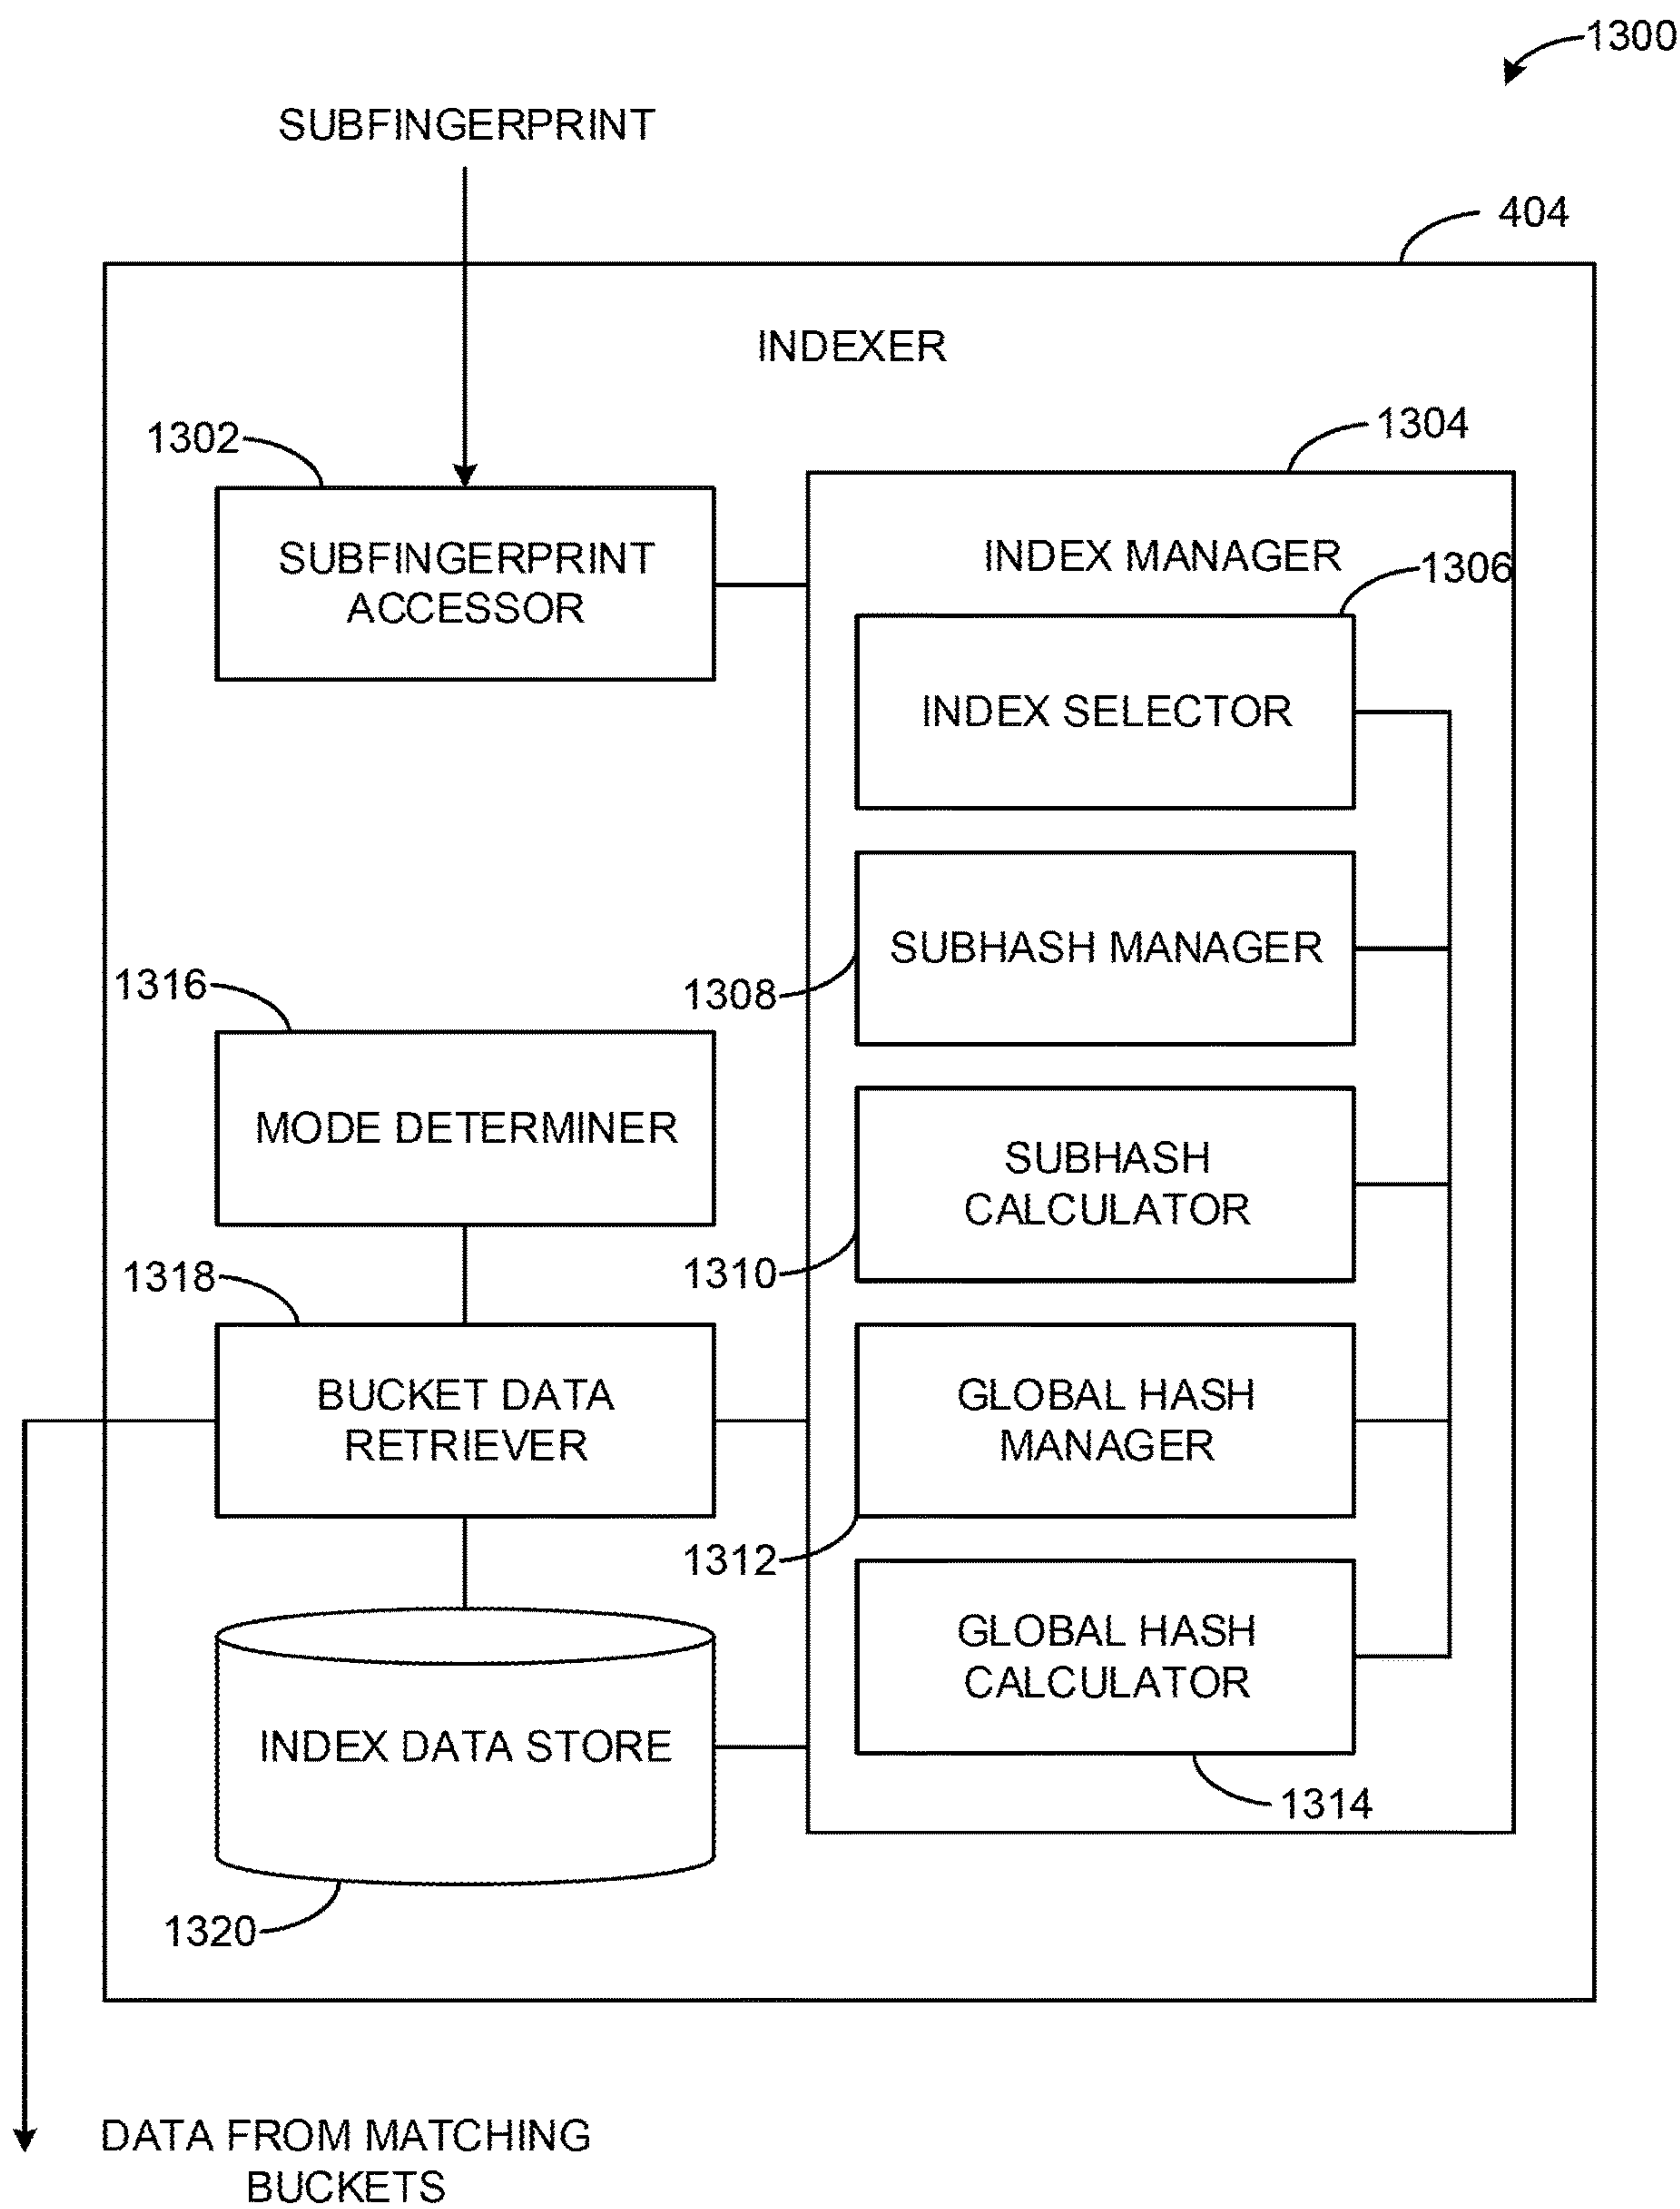 1300
SUBFINGERPRINT
404
INDEXER
1302
1304
SUBFINGERPRINT
ACCESSOR
INDEX MANAGER
1306
INDEX SELECTOR
SUBHASH MANAGER
1308
1316
MODE DETERMINER
SUBHASH
CALCULATOR
1310
1318
BUCKET DATA
RETRIEVER
GLOBAL HASH
MANAGER
1312
GLOBAL HASH
CALCULATOR
INDEX DATA STORE
1314
1320
DATA FROM MATCHING
BUCKETS